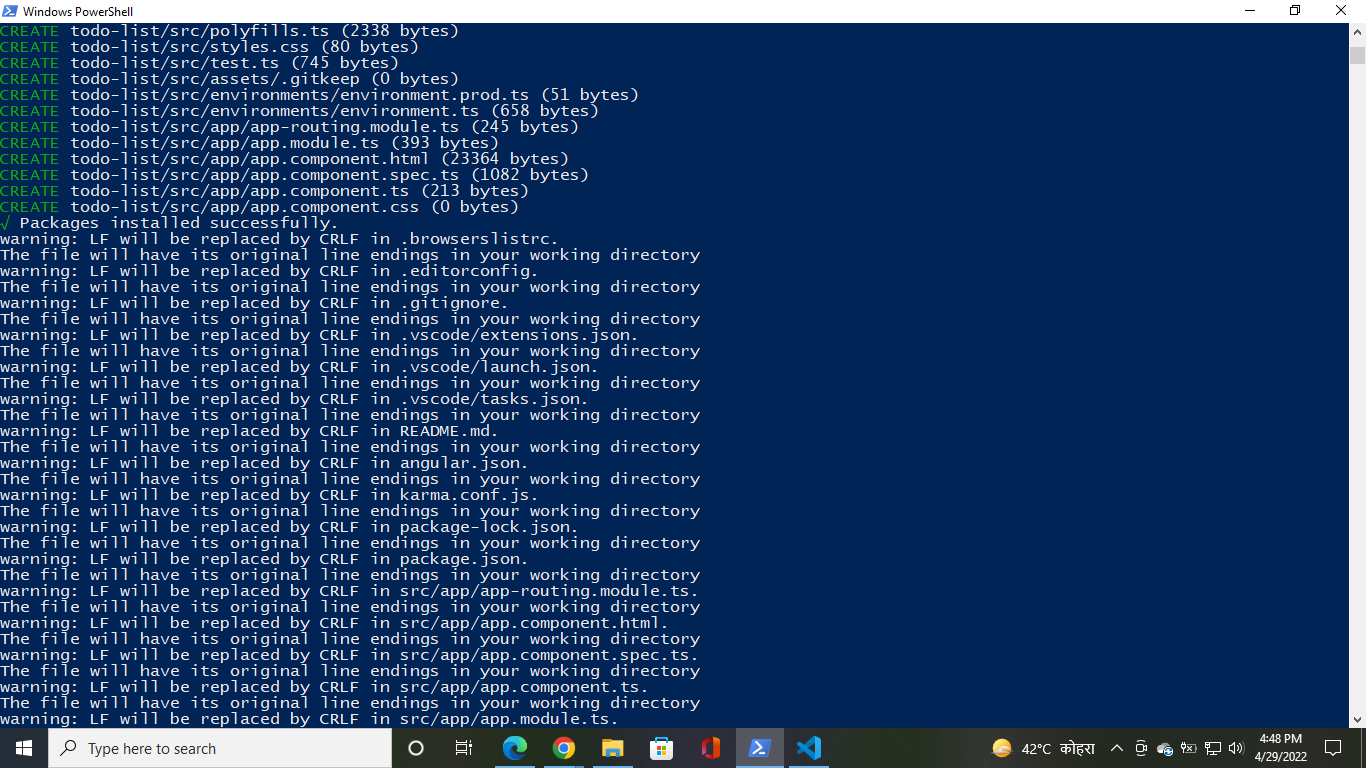 Windows PowerShell
CREATE todo-list/src/polyfills.ts (2338 bytes)
CREATE todo-list/src/styles.css (80 bytes)
CREATE todo-list/src/test.ts (745 bytes)
CREATE todo-list/src/assets/.gitkeep (0 bytes)
CREATE todo-list/src/environments/environment.prod.ts (51 bytes)
CREATE todo-list/src/environments/environment.ts (658 bytes)
CREATE todo-list/src/app/app-routing.module.ts (245 bytes)
CREATE todo-list/src/app/app.module.ts (393 bytes)
CREATE todo-list/src/app/app.component.html (23364 bytes)
CREATE todo-list/src/app/app.component.spec.ts (1082 bytes)
CREATE todo-list/src/app/app.component.ts (213 bytes)
CREATE todo-list/src/app/app.component.css (0 bytes)
√ Packages installed successfully.
warning: LF will be replaced by CRLF in .browserslistrc.
The file will have its original line endings in your working directory
warning: LF will be replaced by CRLF in .editorconfig.
The file will have its original line endings in your working directory
warning: LF will be replaced by CRLF in .gitignore.
The file will have its original line endings in your working directory
warning: LF will be replaced by CRLF in .vscode/extensions.json.
The file will have its original line endings in your working directory
warning: LF will be replaced by CRLF in .vscode/launch.json.
The file will have its original line endings in your working directory
warning: LF will be replaced by CRLF in .vscode/tasks.json.
The file will have its original line endings in your working directory
warning: LF will be replaced by CRLF in README.md.
The file will have its original line endings in your working directory
warning: LF will be replaced by CRLF in angular.json.
The file will have its original line endings in your working directory
warning: LF will be replaced by CRLF in karma.conf.js.
The file will have its original line endings in your working directory
warning: LF will be replaced by CRLF in package-lock.json.
The file will have its original line endings in your working directory
warning: LF will be replaced by CRLF in package.json.
The file will have its original line endings in your working directory
warning: LF will be replaced by CRLF in src/app/app-routing.module.ts.
The file will have its original line endings in your working directory
warning: LF will be replaced by CRLF in src/app/app.component.html.
The file will have its original line endings in your working directory
warning: LF will be replaced by CRLF in src/app/app.component.spec.ts.
The file will have its original line endings in your working directory
warning: LF will be replaced by CRLF in src/app/app.component.ts.
The file will have its original line endings in your working directory
warning: LF will be replaced by CRLF in src/app/app.module.ts.
Type here to search
42°C कोहरा
4:48 PM
4/29/2022